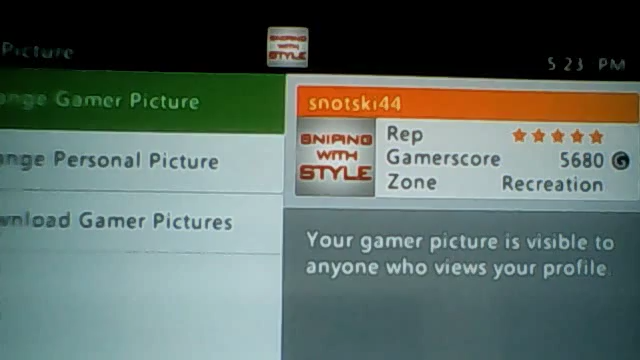 Picture
SNIPING
WITH
STYLE
5 23 PM
ange Gamer Picture
ange Personal Picture
wnload Gamer Pictures
snotski44
SNIPING
WITH
STYLE
Rep
Gamerscore 5680 G
Zone Recreation
Your gamer picture is visible to
anyone who views your profile